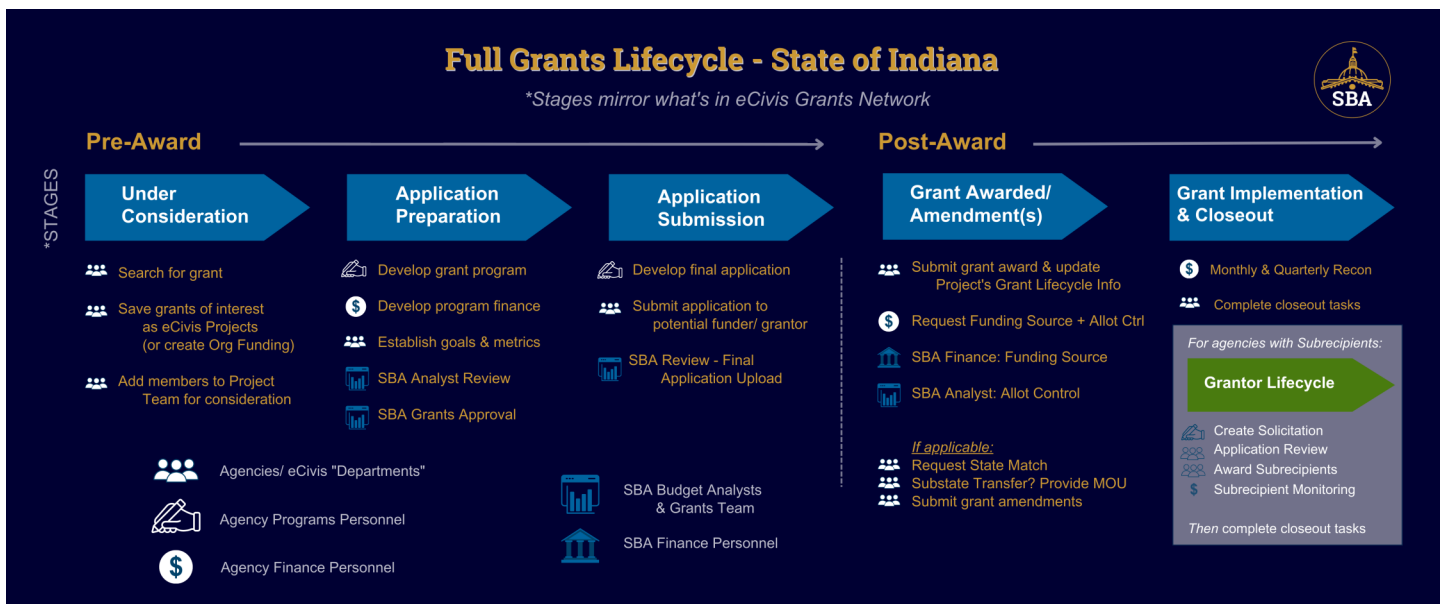 Full Grants Lifecycle - State of Indiana
*Stages mirror what's in eCivis Grants Network
SBA
Pre-Award
Post-Award
*STAGES
Under
Consideration
Search for grant
Save grants of interest
as eCivis Projects
(or create Org Funding)
Add members to Project
Team for consideration
Application
Preparation
Develop grant program
$
Develop program finance
Establish goals & metrics
SBA Analyst Review
SBA Grants Approval
Application
Submission
Develop final application
Submit application to
potential funder/ grantor
SBA Review - Final
Application Upload
Grant Awarded/
Amendment(s)
Submit grant award & update
Project's Grant Lifecycle Info
$
Request Funding Source + Allot Ctrl
SBA Finance: Funding Source
SBA Analyst: Allot Control
If applicable:
Request State Match
Substate Transfer? Provide MOU
Submit grant amendments
Grant Implementation
& Closeout
$
Monthly & Quarterly Recon
Complete closeout tasks
For agencies with Subrecipients:
Grantor Lifecycle
Create Solicitation
Application Review
Award Subrecipients
$
Subrecipient Monitoring
Then complete closeout tasks
Agencies/ eCivis "Departments"
Agency Programs Personnel
$
Agency Finance Personnel
SBA Budget Analysts
& Grants Team
SBA Finance Personnel